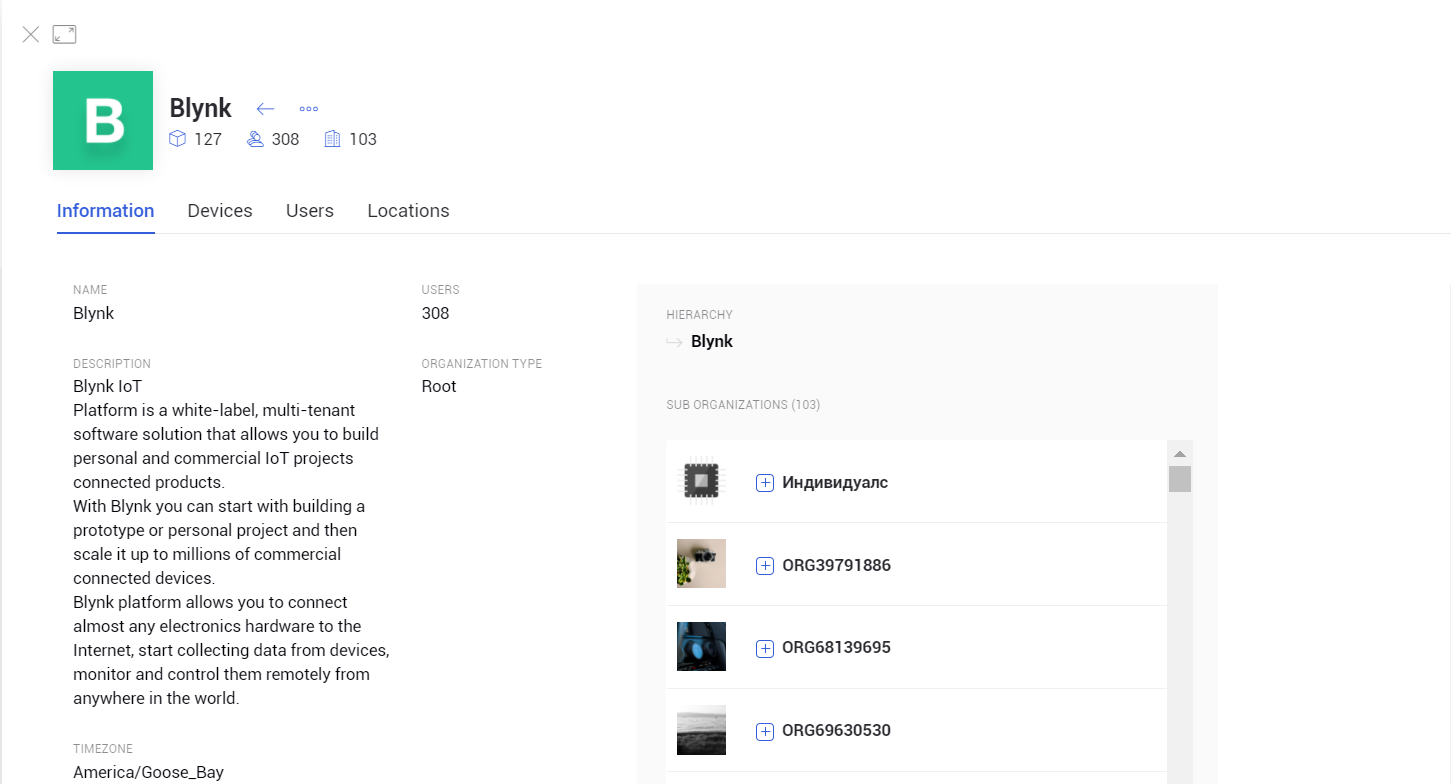 B
Blynk
127 308 103
Information Devices Users Locations
NAME
Blynk
DESCRIPTION
Blynk IoT
Platform is a white-label, multi-tenant
software solution that allows you to build
personal and commercial IoT projects
connected products.
With Blynk you can start with building a
prototype or personal project and then
scale it up to millions of commercial
connected devices.
Blynk platform allows you to connect
almost any electronics hardware to the
Internet, start collecting data from devices,
monitor and control them remotely from
anywhere in the world.
TIMEZONE
America/Goose_Bay
USERS
308
ORGANIZATION TYPE
Root
HIERARCHY
Blynk
SUB ORGANIZATIONS (103)
Индивидуалс
ORG39791886
ORG68139695
ORG69630530